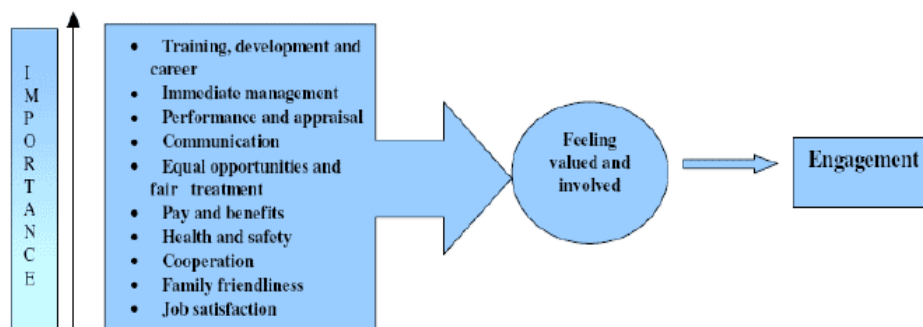 IMPORTANCE
• Training, development and
career
• Immediate management
• Performance and appraisal
• Communication
• Equal opportunities and
fair treatment
• Pay and benefits
• Health and safety
• Cooperation
• Family friendliness
• Job satisfaction
Feeling
valued and
involved
Engagement